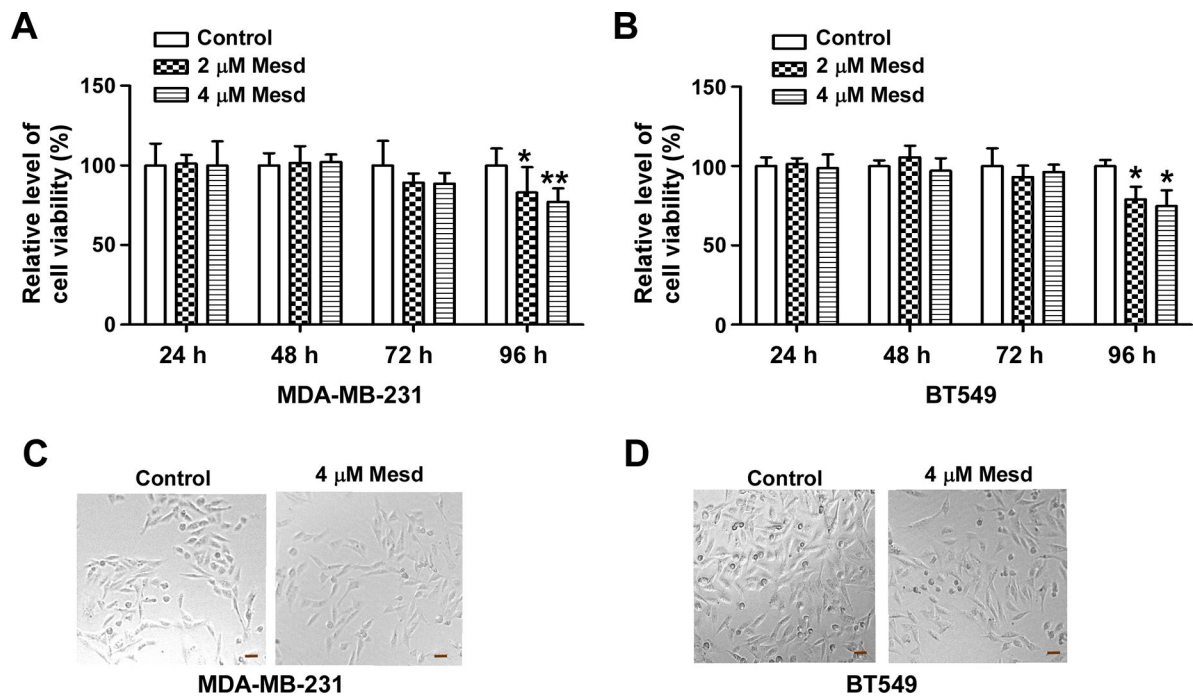 A
Control
2 μM Mesd
4 μM Mesd
Relative level of
cell viability (%)
150
100
50
0
*
**
24 h 48 h 72 h 96 h
MDA-MB-231
B
Control
2 μM Mesd
4 μM Mesd
Relative level of
cell viability (%)
150
100
50
0
* *
24 h 48 h 72 h 96 h
BT549
C
Control 4 μM Mesd
MDA-MB-231
D
Control 4 μM Mesd
BT549